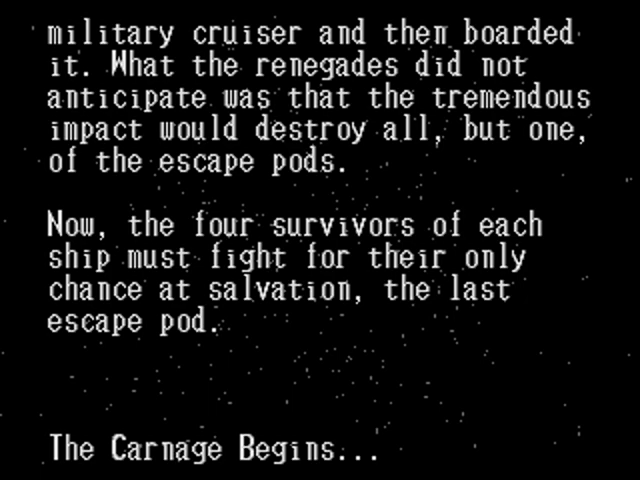 military cruiser and then boarded
it. What the renegades did not
anticipate was that the tremendous
impact would destroy all, but one,
of the escape pods.
Now, the four survivors of each
ship must fight for their only
chance at salvation, the last
escape pod.
The Carnage Begins...